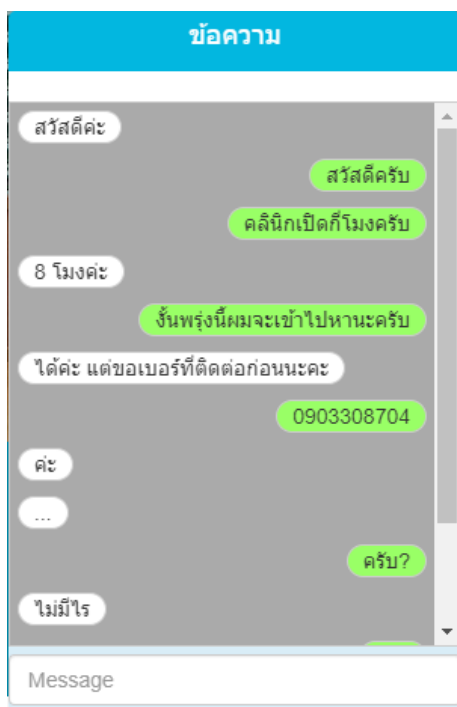 ข้อความ
สวัสดีค่ะ
สวัสดีครับ
คลินิกเปิดกี่โมงครับ
8 โมงค่ะ
งั้นพรุ่งนี้ผมจะเข้าไปหานะครับ
ได้ค่ะ แต่ขอเบอร์ที่ติดต่อก่อนนะคะ
0903308704
ค่ะ
...
ครับ?
ไม่มีไร
Message